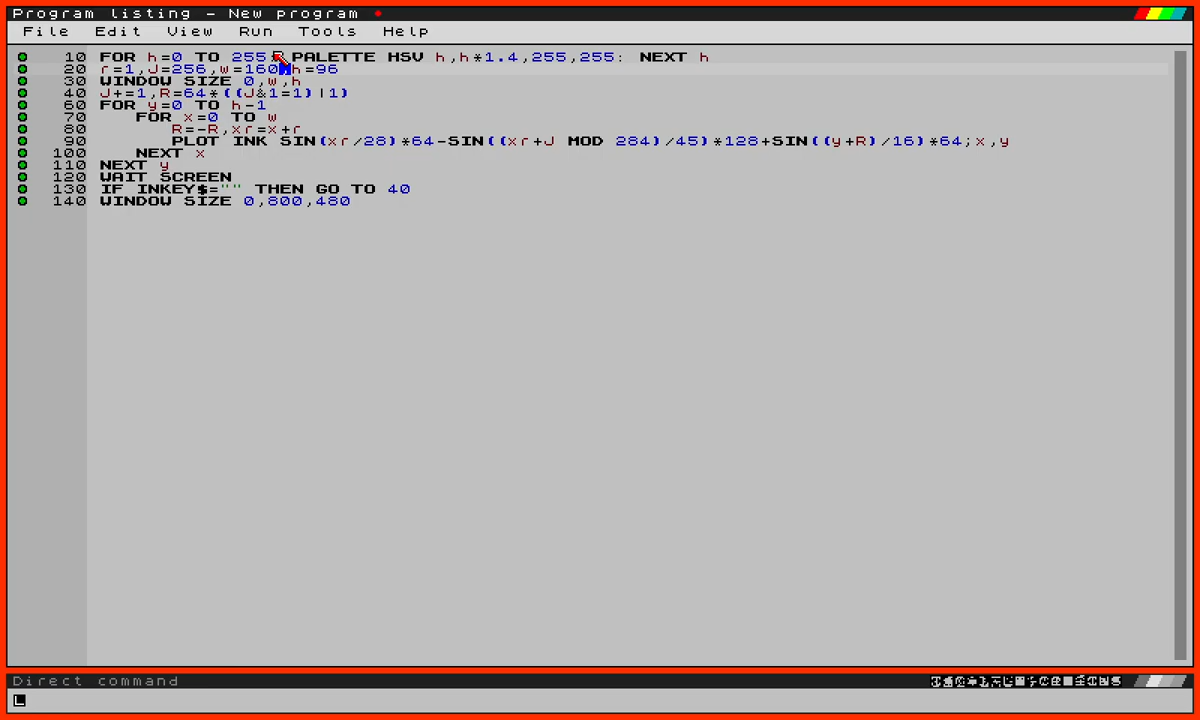 Program listing - New program
File Edit View Run Tools Help
10 FOR h=0 TO 255: PALETTE HSV h,h*1.4,255,255: NEXT h
20 r=1,J=256,w=160,h=96
30 WINDOW SIZE 0,w,h
40 J+=1,R=64*((J&1=1)|1)
60 FOR y=0 TO h-1
70 FOR x=0 TO w
80 R=-R,xr=x+r
90 PLOT INK SIN(xr/28)*64-SIN((xr+J MOD 284)/45)*128+SIN((y+R)/16)*64;x,y
100 NEXT x
110 NEXT y
120 WAIT SCREEN
130 IF INKEY$="" THEN GO TO 40
140 WINDOW SIZE 0,800,480
Direct command
L